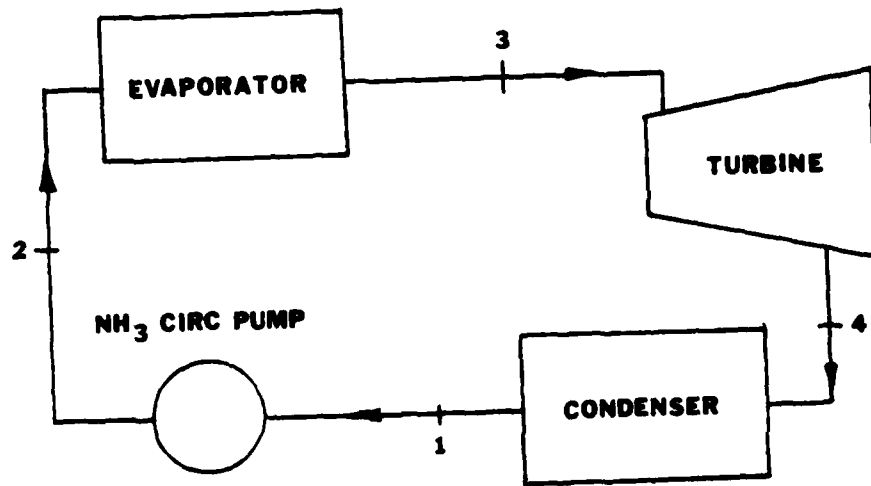 3
EVAPORATOR
TURBINE
2
NH₃ CIRC PUMP
4
CONDENSER
1